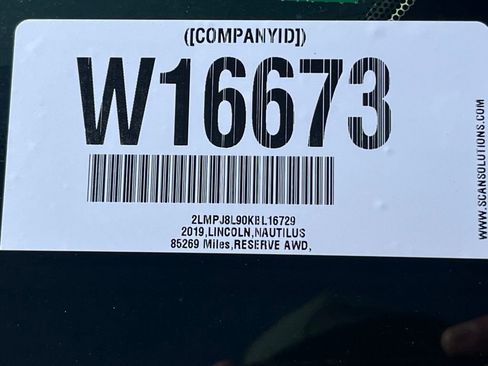 ([COMPANYID])
W16673
2LMPJ8L90KBL16729
2019,LINCOLN,NAUTILUS
85269 Miles,RESERVE AWD,
WWW.SCANSOLUTIONS.COM